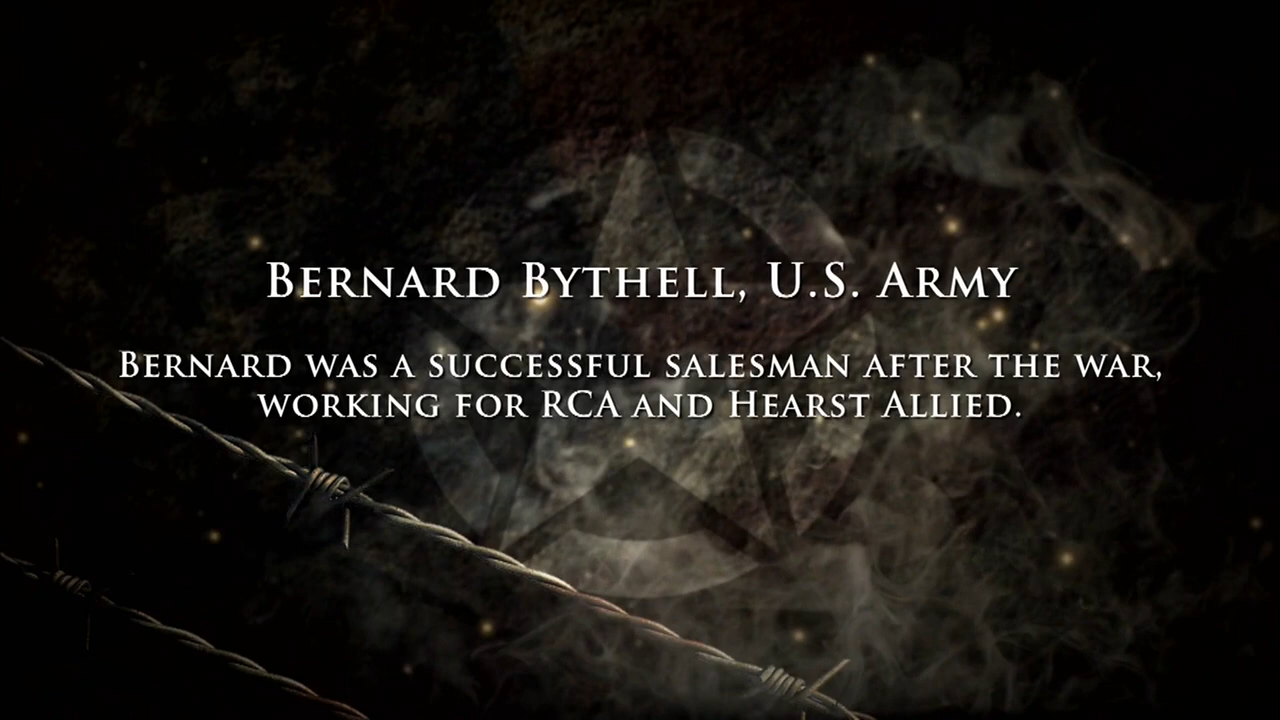 Bernard Bythell, U.S. Army
Bernard was a successful salesman after the war,
working for RCA and Hearst Allied.